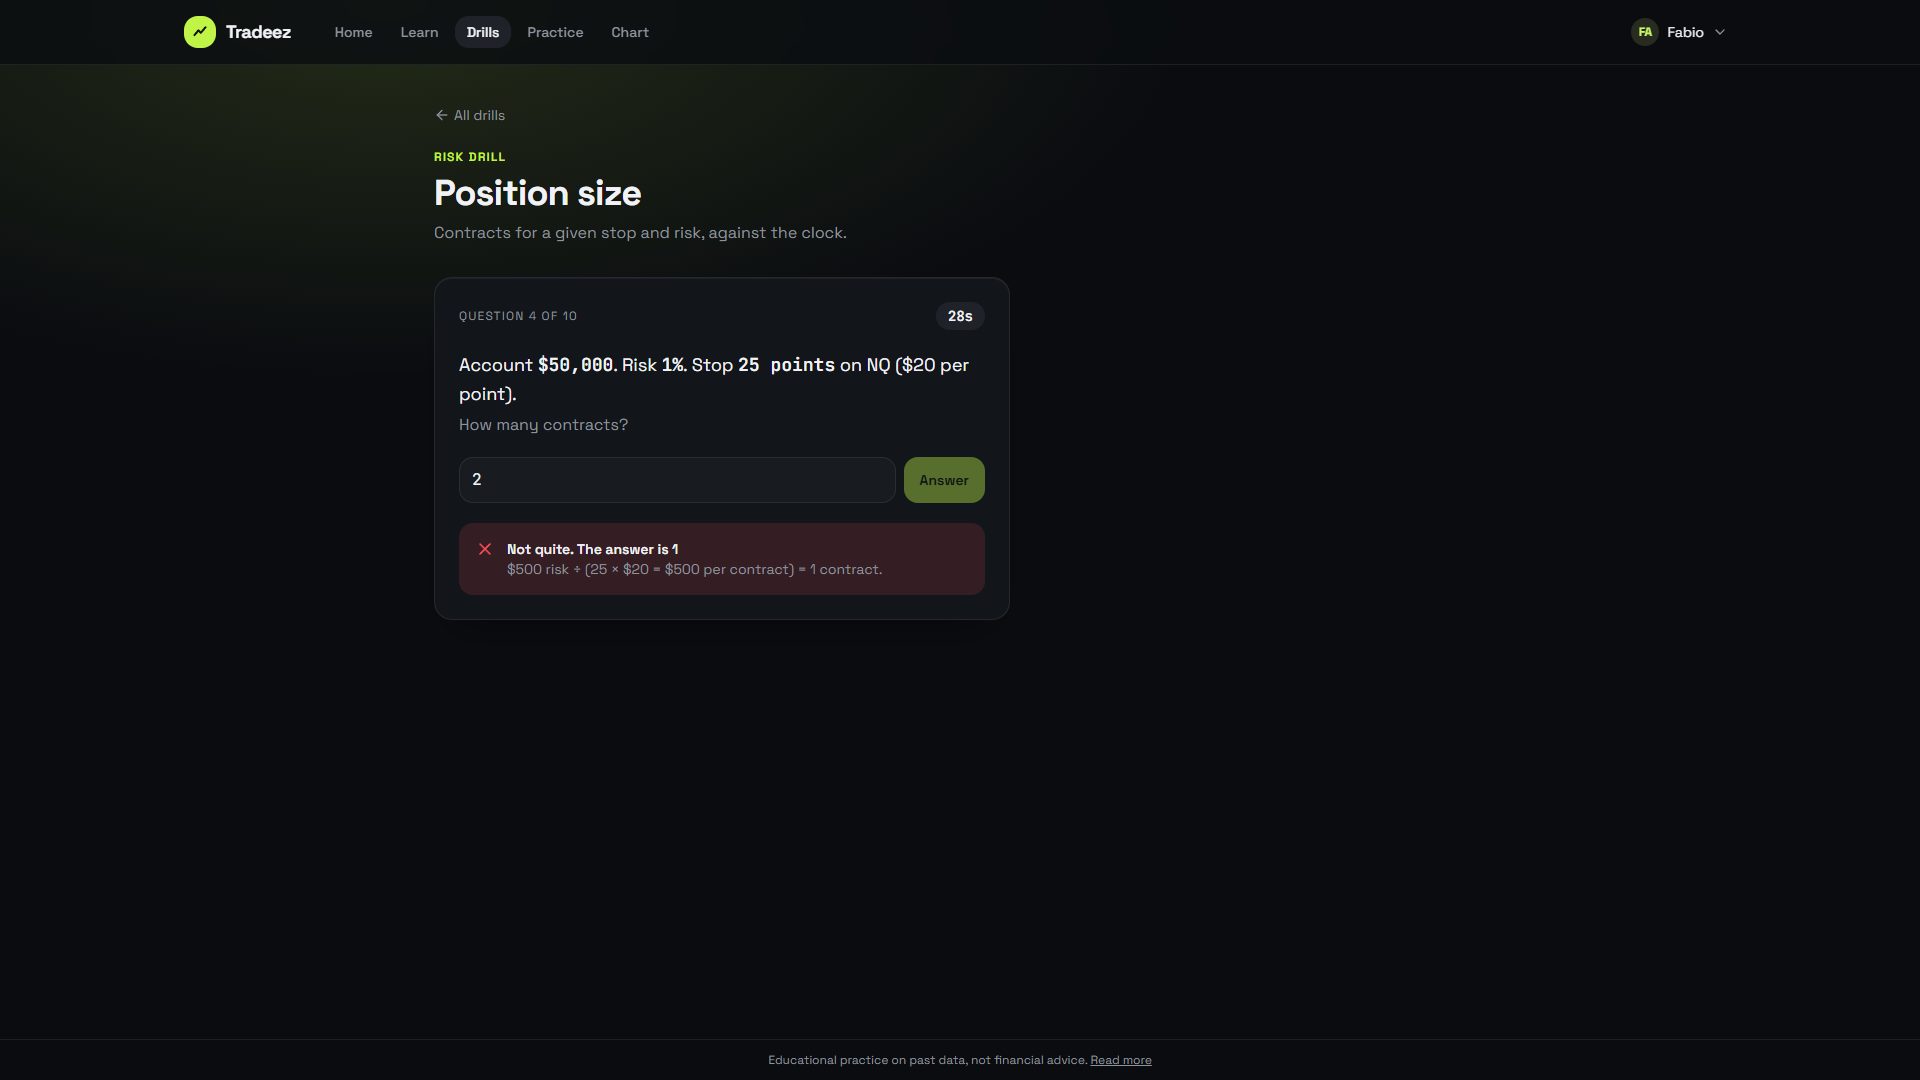 Tradeez
Home
Learn
Drills
Practice
Chart
FA
Fabio
← All drills
RISK DRILL
Position size
Contracts for a given stop and risk, against the clock.
QUESTION 4 OF 10
28s
Account $50,000. Risk 1%. Stop 25 points on NQ ($20 per
point).
How many contracts?
2
Answer
Not quite. The answer is 1
$500 risk ÷ (25 × $20 = $500 per contract) = 1 contract.
Educational practice on past data, not financial advice. Read more